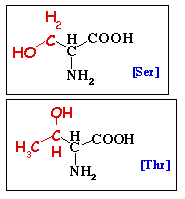 H2
H COOH
HO C C
NH2
[Ser]
OH
C H COOH
H3C H C
NH2
[Thr]